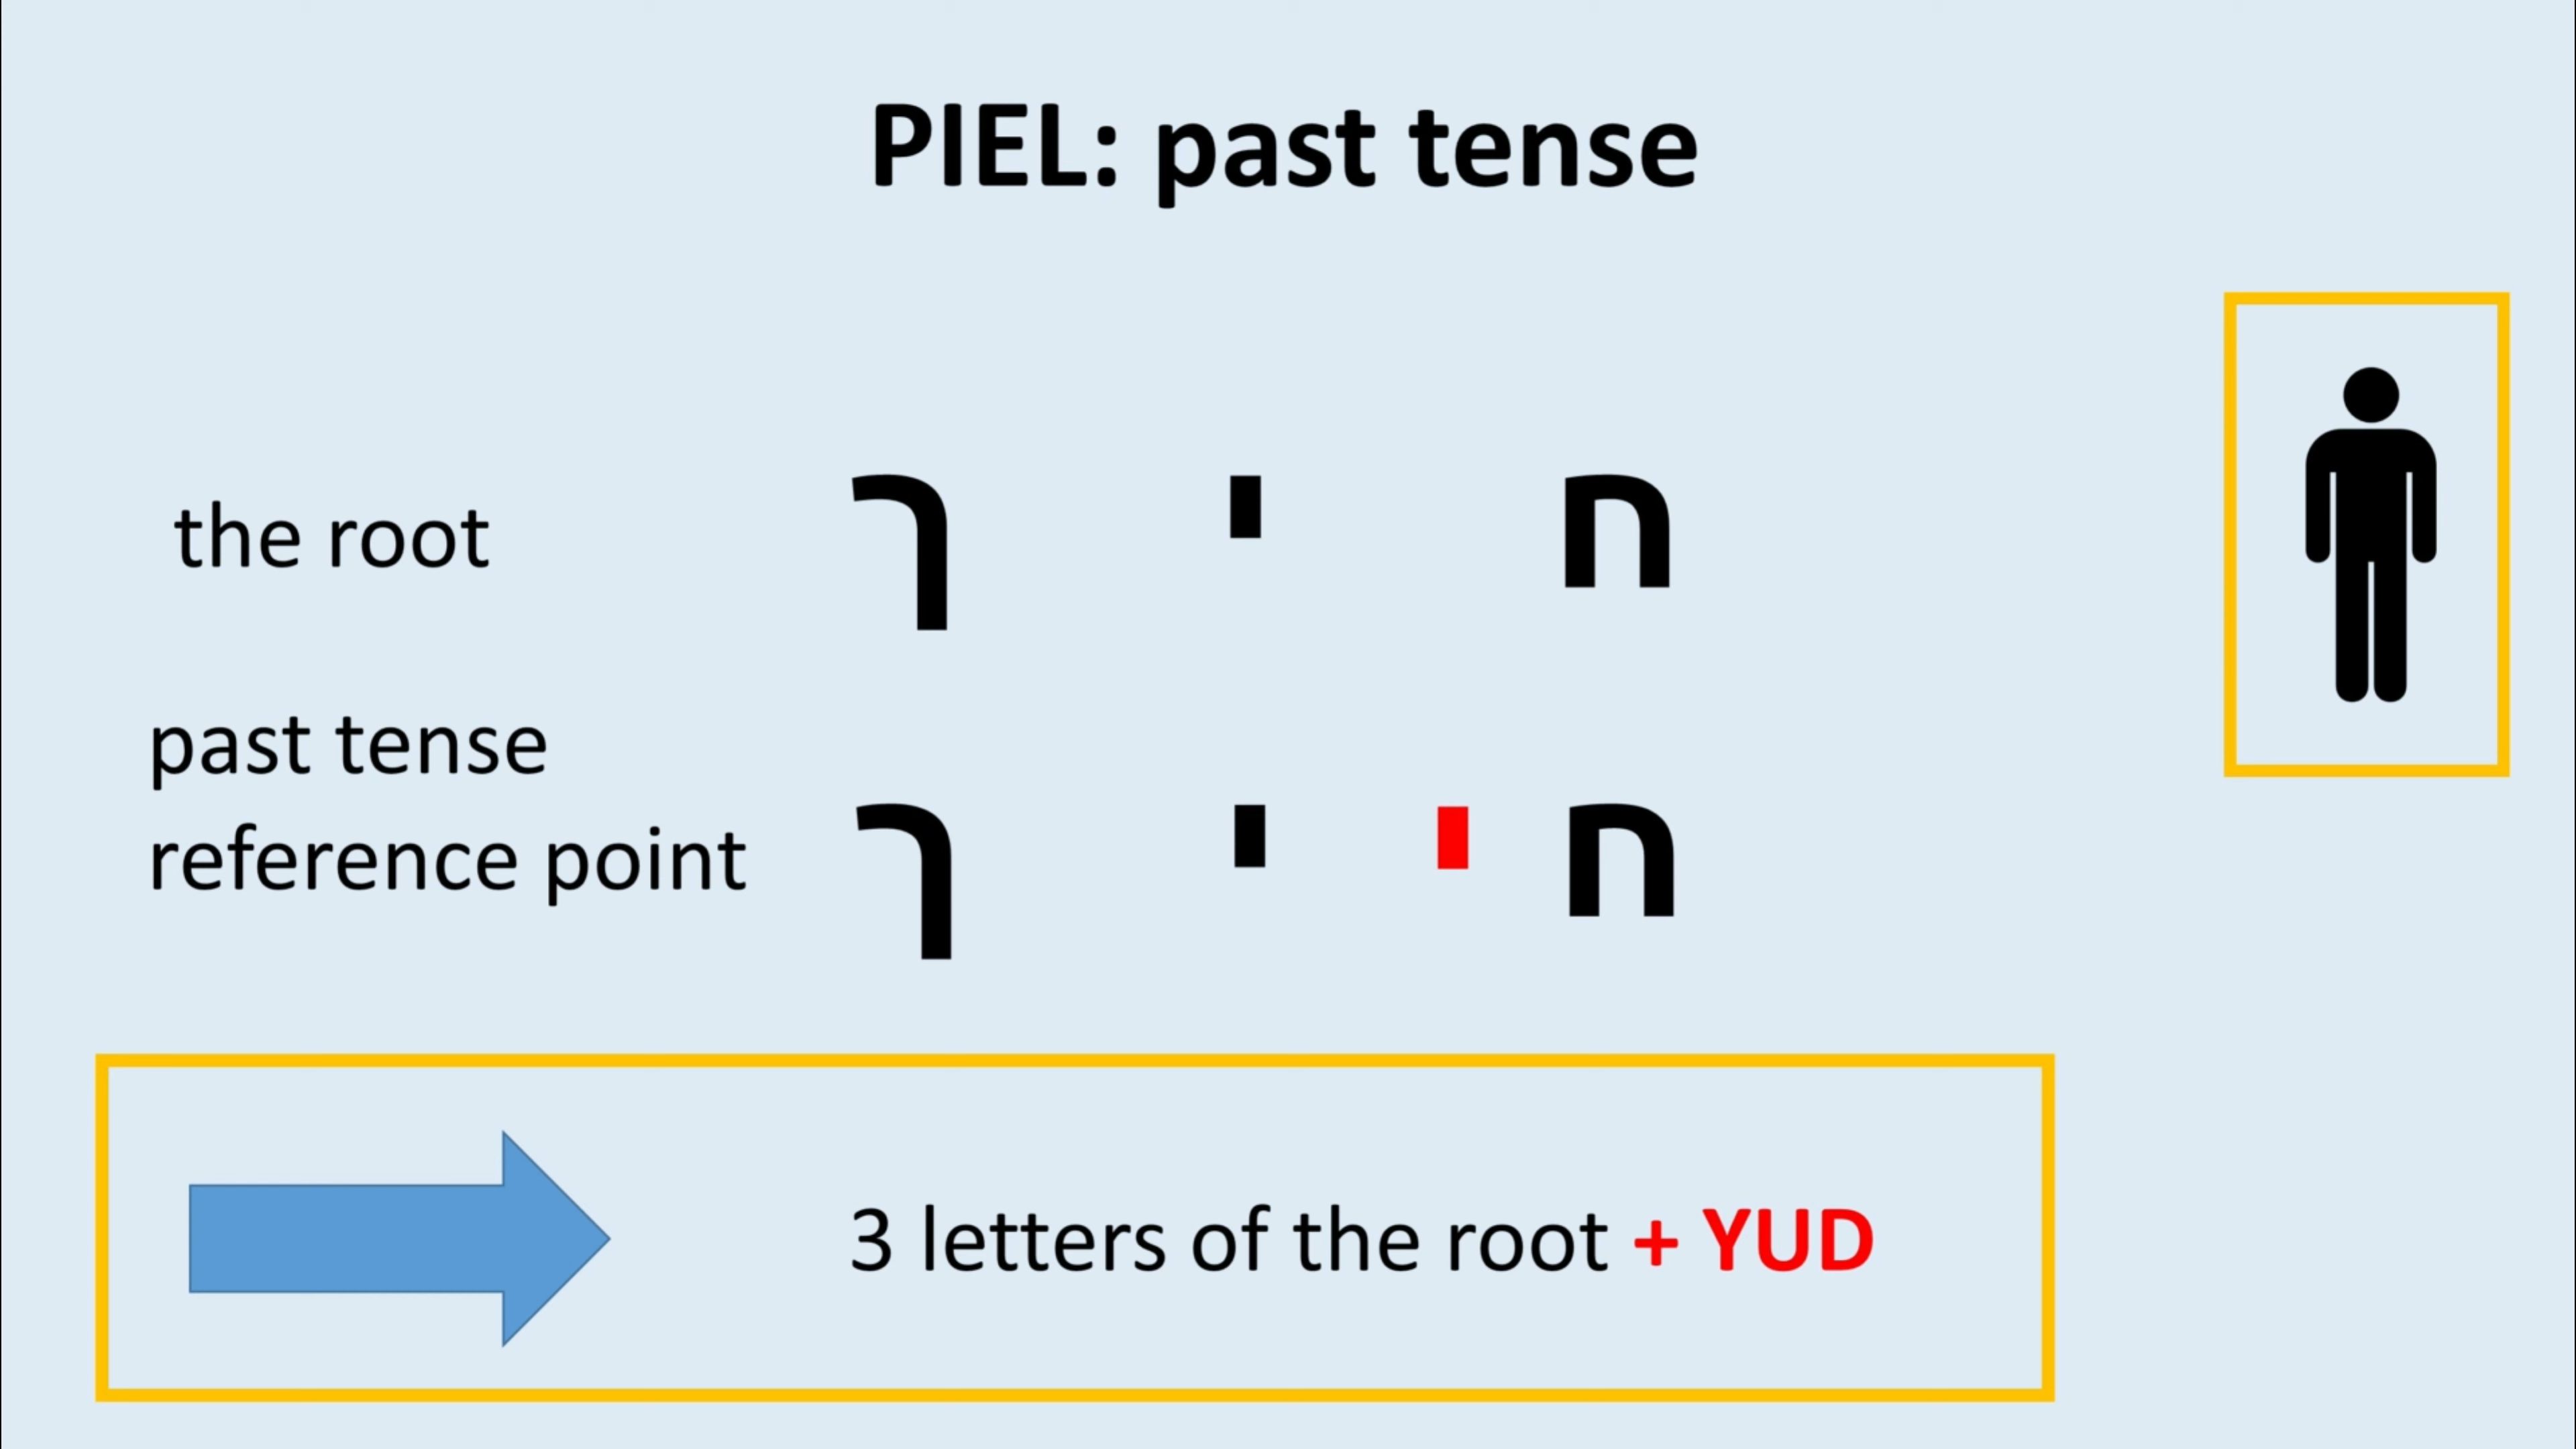 PIEL: past tense
the root ח י ך
past tense
reference point ח י י ך
3 letters of the root + YUD